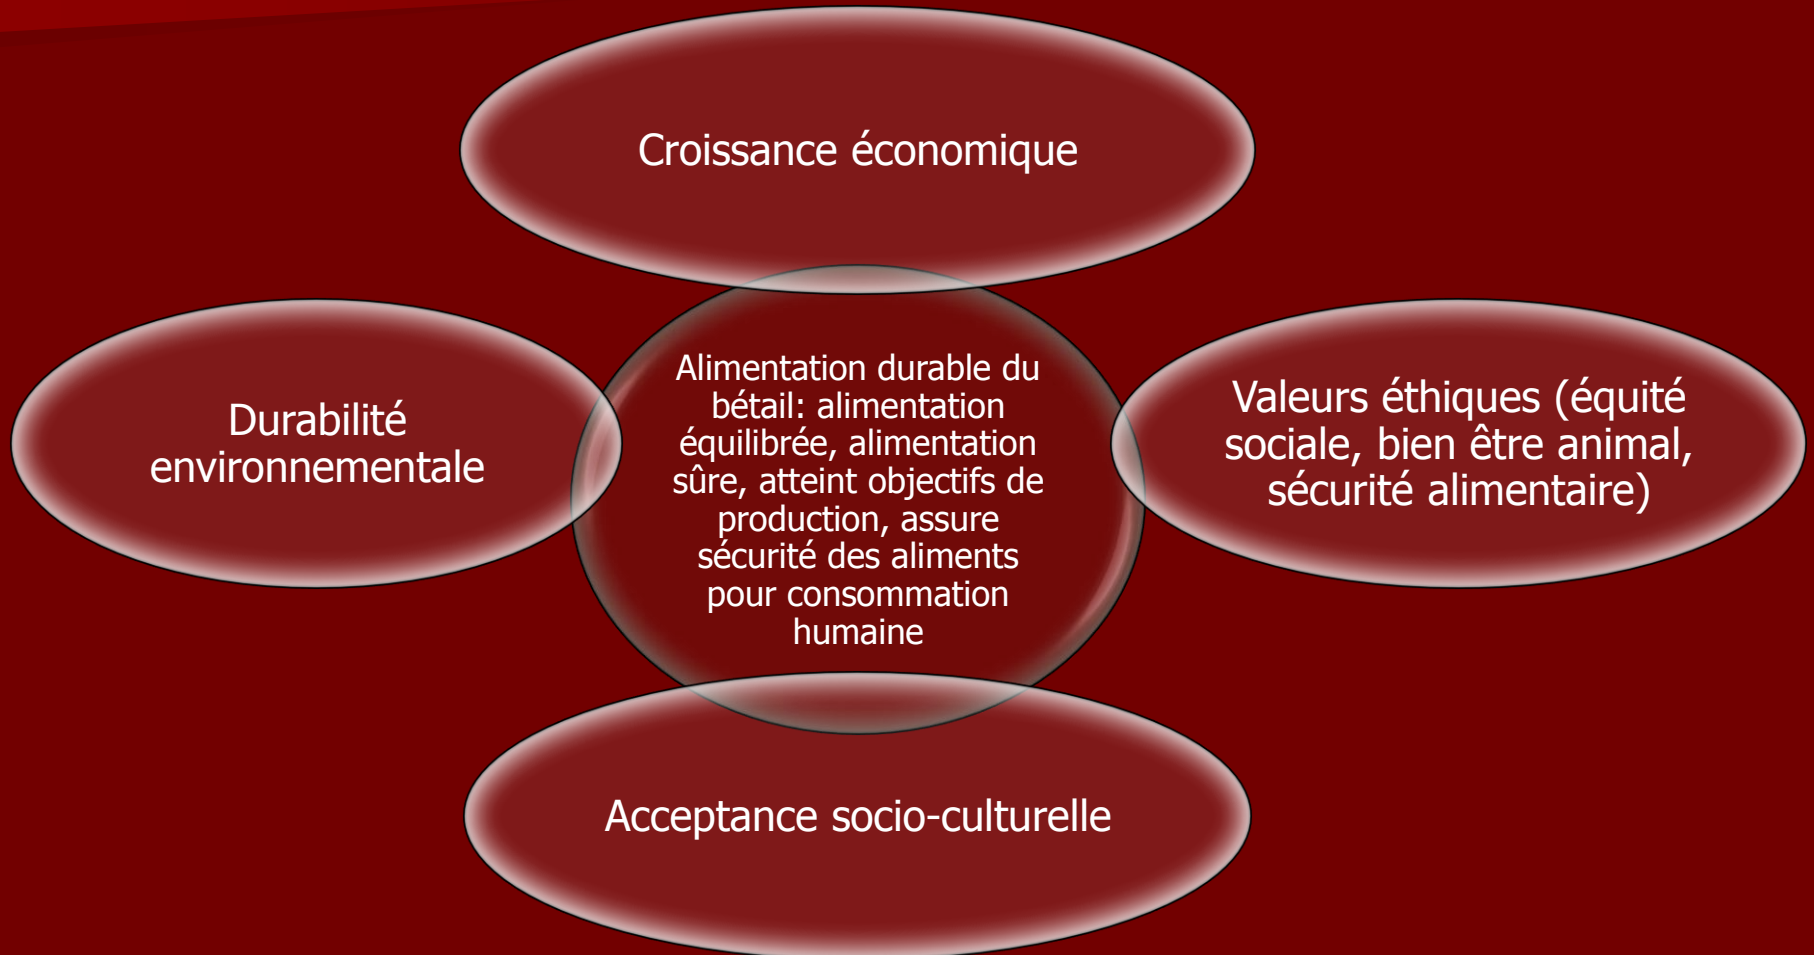 Croissance économique
Durabilité
environnementale
Alimentation durable du
bétail: alimentation
équilibrée, alimentation
sûre, atteint objectifs de
production, assure
sécurité des aliments
pour consommation
humaine
Valeurs éthiques (équité
sociale, bien être animal,
sécurité alimentaire)
Acceptance socio-culturelle